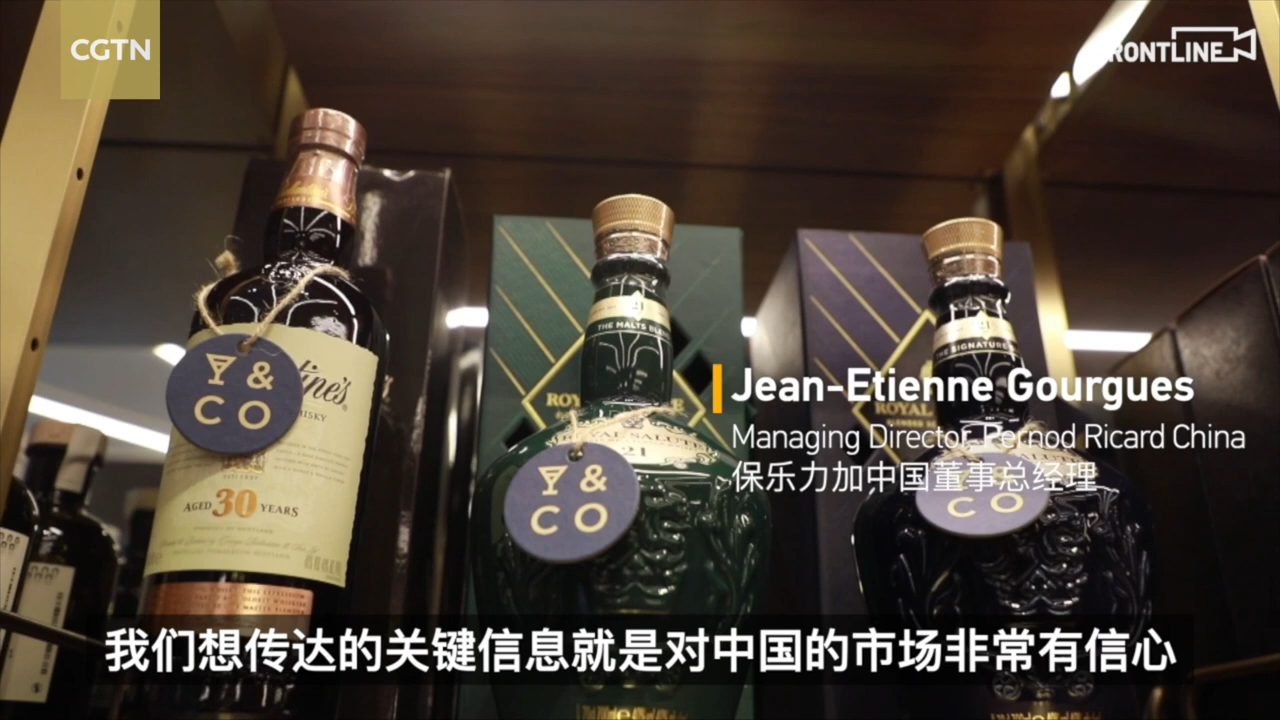 CGTN
FRONTLINE
Y & CO
AGED 30 YEARS
21
THE MALTS BLEND
ROYAL SALUTE
21
Y & CO
21
THE SIGNATURE
ROYAL
CO
Jean-Etienne Gourgues
Managing Director, Pernod Ricard China
保乐力加中国董事总经理
我们想传达的关键信息就是对中国的市场非常有信心